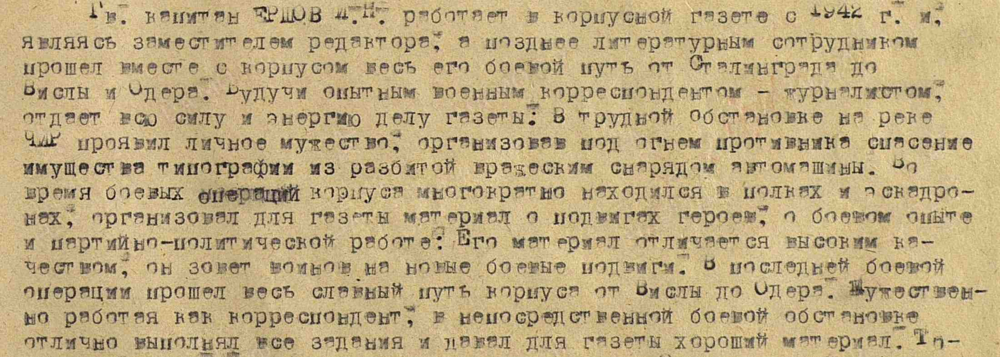 Гв. капитан ЕРШОВ И.Н. работает в корпусной газете с 1942 г. и,
являясь заместителем редактора, а позднее литературным сотрудником
прошел вместе с корпусом весь его боевой путь от Сталинграда до
Вислы и Одера. Будучи опытным военным корреспондентом - журналистом,
отдает всю силу и энергию делу газеты. В трудной обстановке на реке
ЧИР проявил личное мужество, организовав под огнем противника спасение
имущества типографии из разбитой вражеским снарядом автомашины. Во
время боевых операций корпуса многократно находился в полках и эскадро-
нах, организовал для газеты материал о подвигах героев, о боевом опыте
и партийно-политической работе. Его материал отличается высоким ка-
чеством, он зовет воинов на новые боевые подвиги. В последней боевой
операции прошел весь славный путь корпуса от Вислы до Одера. Мужествен-
но работая как корреспондент, в непосредственной боевой обстановке
отлично выполнял все задания и давал для газеты хороший материал. То-